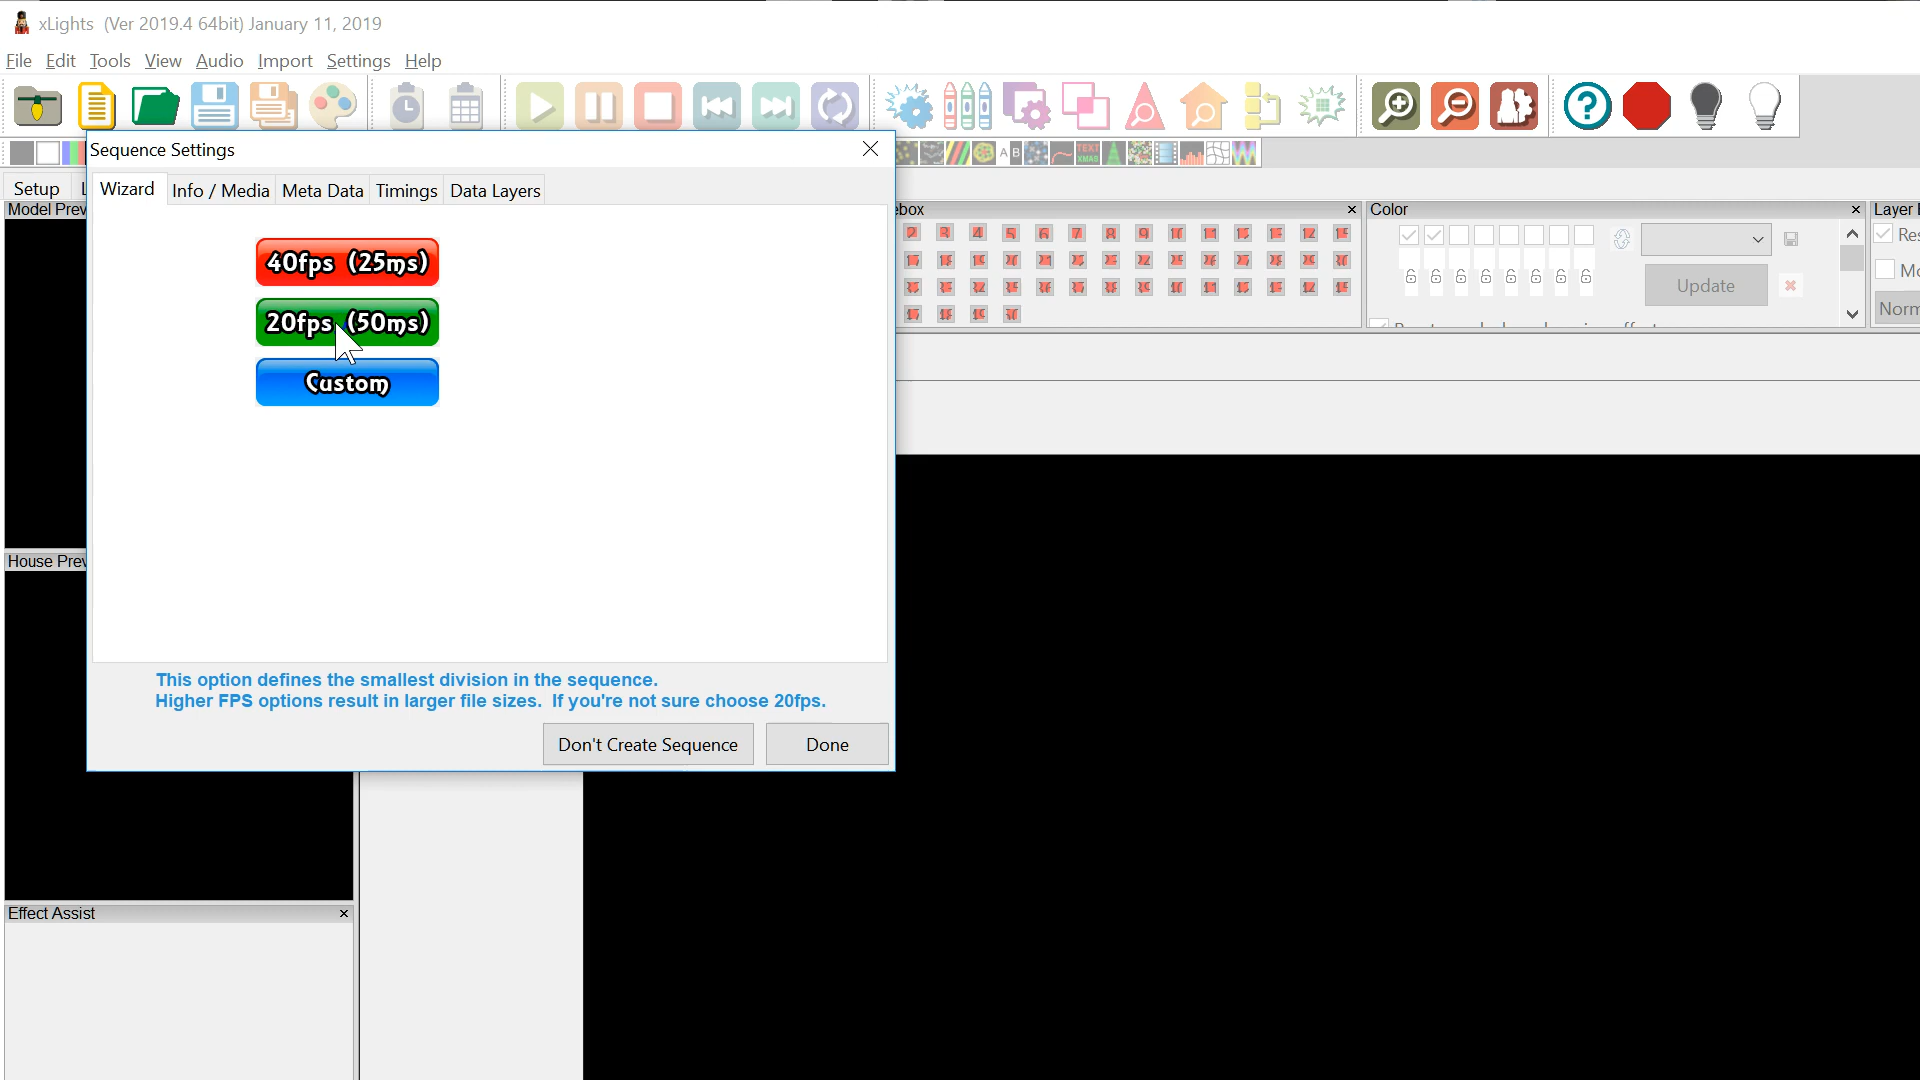 xLights (Ver 2019.4 64bit) January 11, 2019
File Edit Tools View Audio Import Settings Help
Sequence Settings
Setup
Wizard Info / Media Meta Data Timings Data Layers
Model Prev
ebox
Color
Layer
40fps (25ms)
20fps (50ms)
Custom
Update
Norm
House Prev
This option defines the smallest division in the sequence.
Higher FPS options result in larger file sizes. If you're not sure choose 20fps.
Don't Create Sequence
Done
Effect Assist